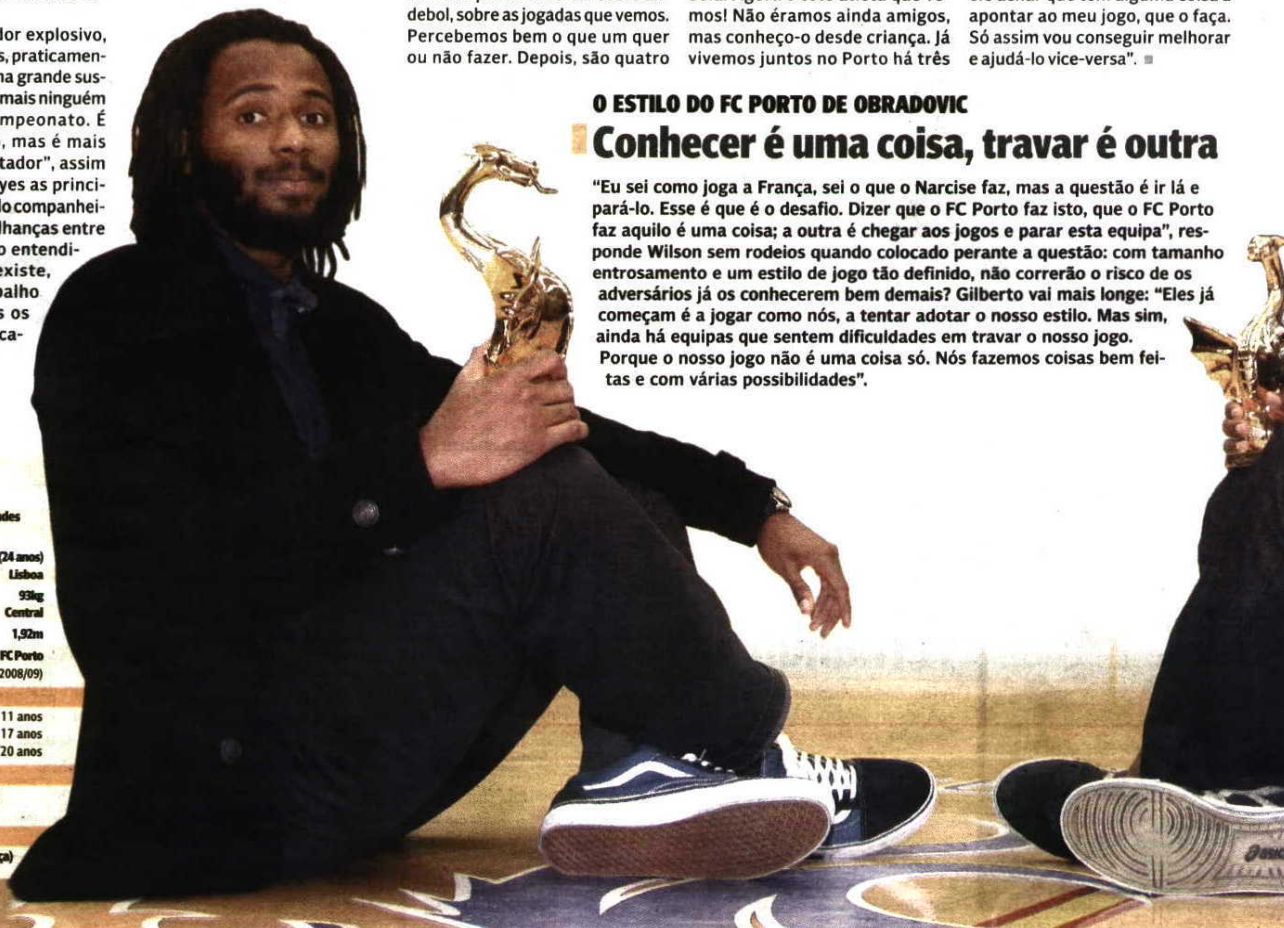 dor explosivo,
s, praticamen-
na grande sus-
mais ninguém
mpeonato. É
, mas é mais
tador", assim
yes as princi-
lo companhei-
lhanças entre
o entendi-
existe,
balho
s os
ca-
debol, sobre as jogadas que vemos.
Percebemos bem o que um quer
ou não fazer. Depois, são quatro
mos! Não éramos ainda amigos,
mas conheço-o desde criança. Já
vivemos juntos no Porto há três
apontar ao meu jogo, que o faça.
Só assim vou conseguir melhorar
e ajudá-lo vice-versa".
O ESTILO DO FC PORTO DE OBRADOVIC
Conhecer é uma coisa, travar é outra
"Eu sei como joga a França, sei o que o Narcise faz, mas a questão é ir lá e
pará-lo. Esse é que é o desafio. Dizer que o FC Porto faz isto, que o FC Porto
faz aquilo é uma coisa; a outra é chegar aos jogos e parar esta equipa", res-
ponde Wilson sem rodeios quando colocado perante a questão: com tamanho
entrosamento e um estilo de jogo tão definido, não correrão o risco de os
adversários já os conhecerem bem demais? Gilberto vai mais longe: "Eles já
começam é a jogar como nós, a tentar adotar o nosso estilo. Mas sim,
ainda há equipas que sentem dificuldades em travar o nosso jogo.
Porque o nosso jogo não é uma coisa só. Nós fazemos coisas bem fei-
tas e com várias possibilidades".
des
(24 anos)
Lisboa
93kg
Central
1,92m
FC Porto
2008/09)
11 anos
17 anos
20 anos
ça)
asics